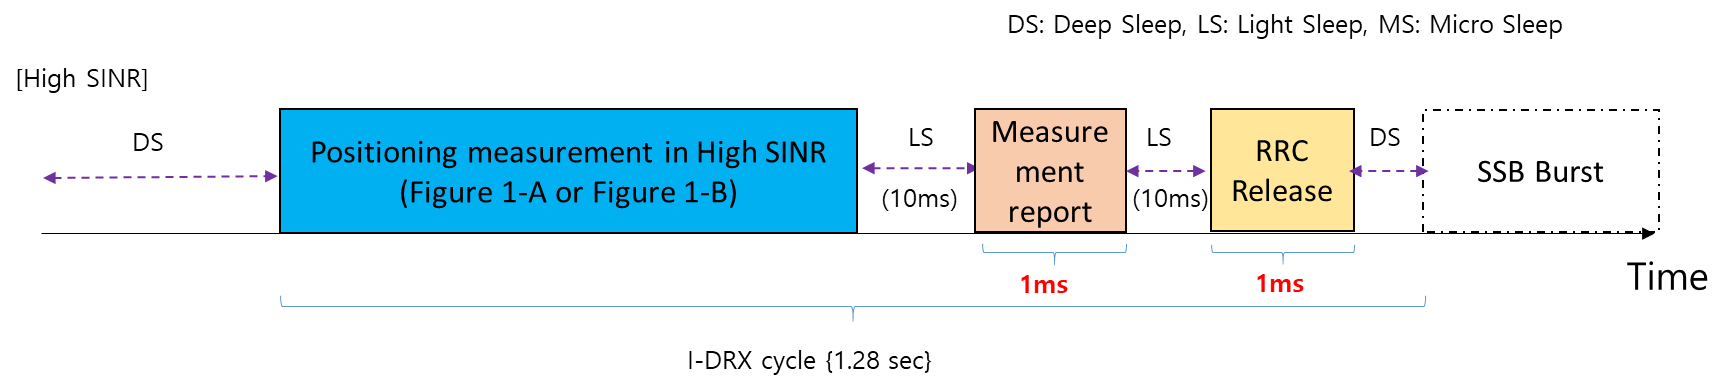 DS: Deep Sleep, LS: Light Sleep, MS: Micro Sleep
[High SINR]
DS
Positioning measurement in High SINR
(Figure 1-A or Figure 1-B)
LS
(10ms)
Measure
ment
report
LS
(10ms)
RRC
Release
DS
SSB Burst
1ms
1ms
Time
I-DRX cycle {1.28 sec}